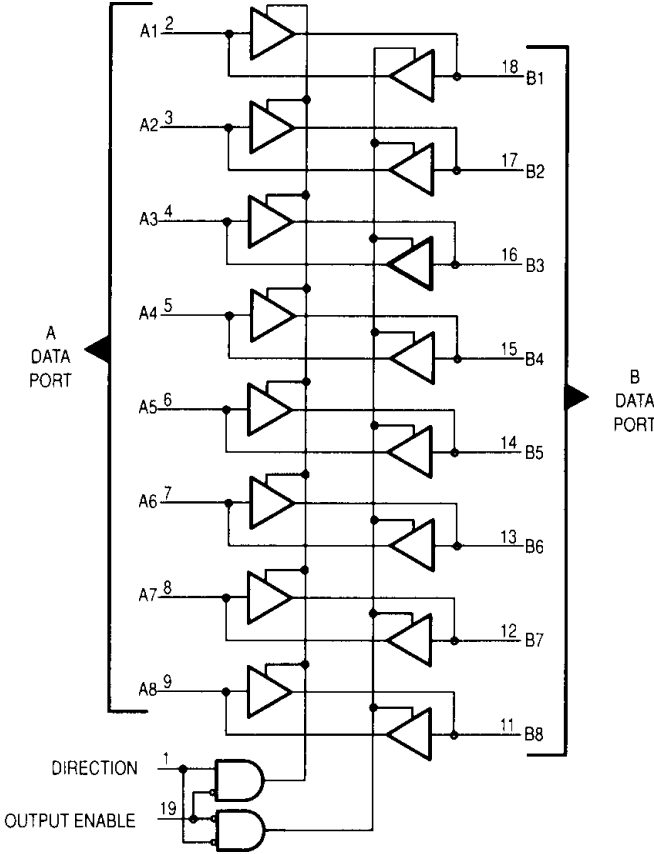 A1 2
18 B1
A2 3
17 B2
A3 4
16 B3
A4 5
15 B4
A
DATA
PORT
B
DATA
PORT
A5 6
14 B5
A6 7
13 B6
A7 8
12 B7
A8 9
11 B8
DIRECTION 1
OUTPUT ENABLE 19